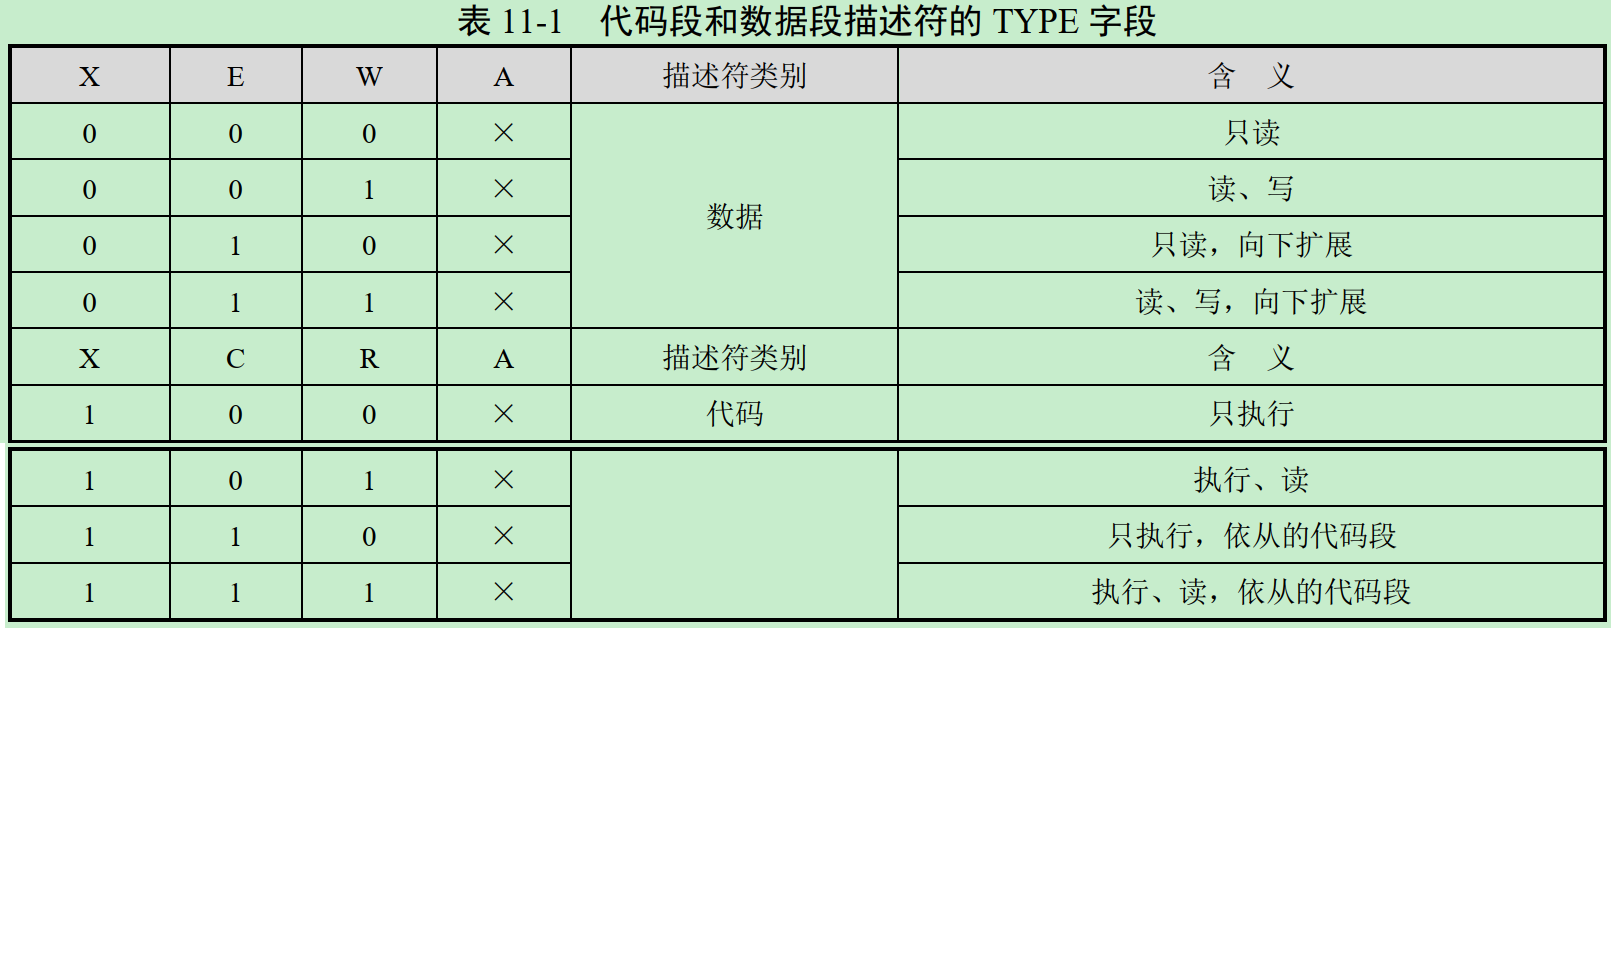 表 11-1 代码段和数据段描述符的 TYPE 字段
X E W A 描述符类别 含 义
0 0 0 × 数据 只读
0 0 1 × 读、写
0 1 0 × 只读，向下扩展
0 1 1 × 读、写，向下扩展
X C R A 描述符类别 含 义
1 0 0 × 代码 只执行
1 0 1 × 执行、读
1 1 0 × 只执行，依从的代码段
1 1 1 × 执行、读，依从的代码段